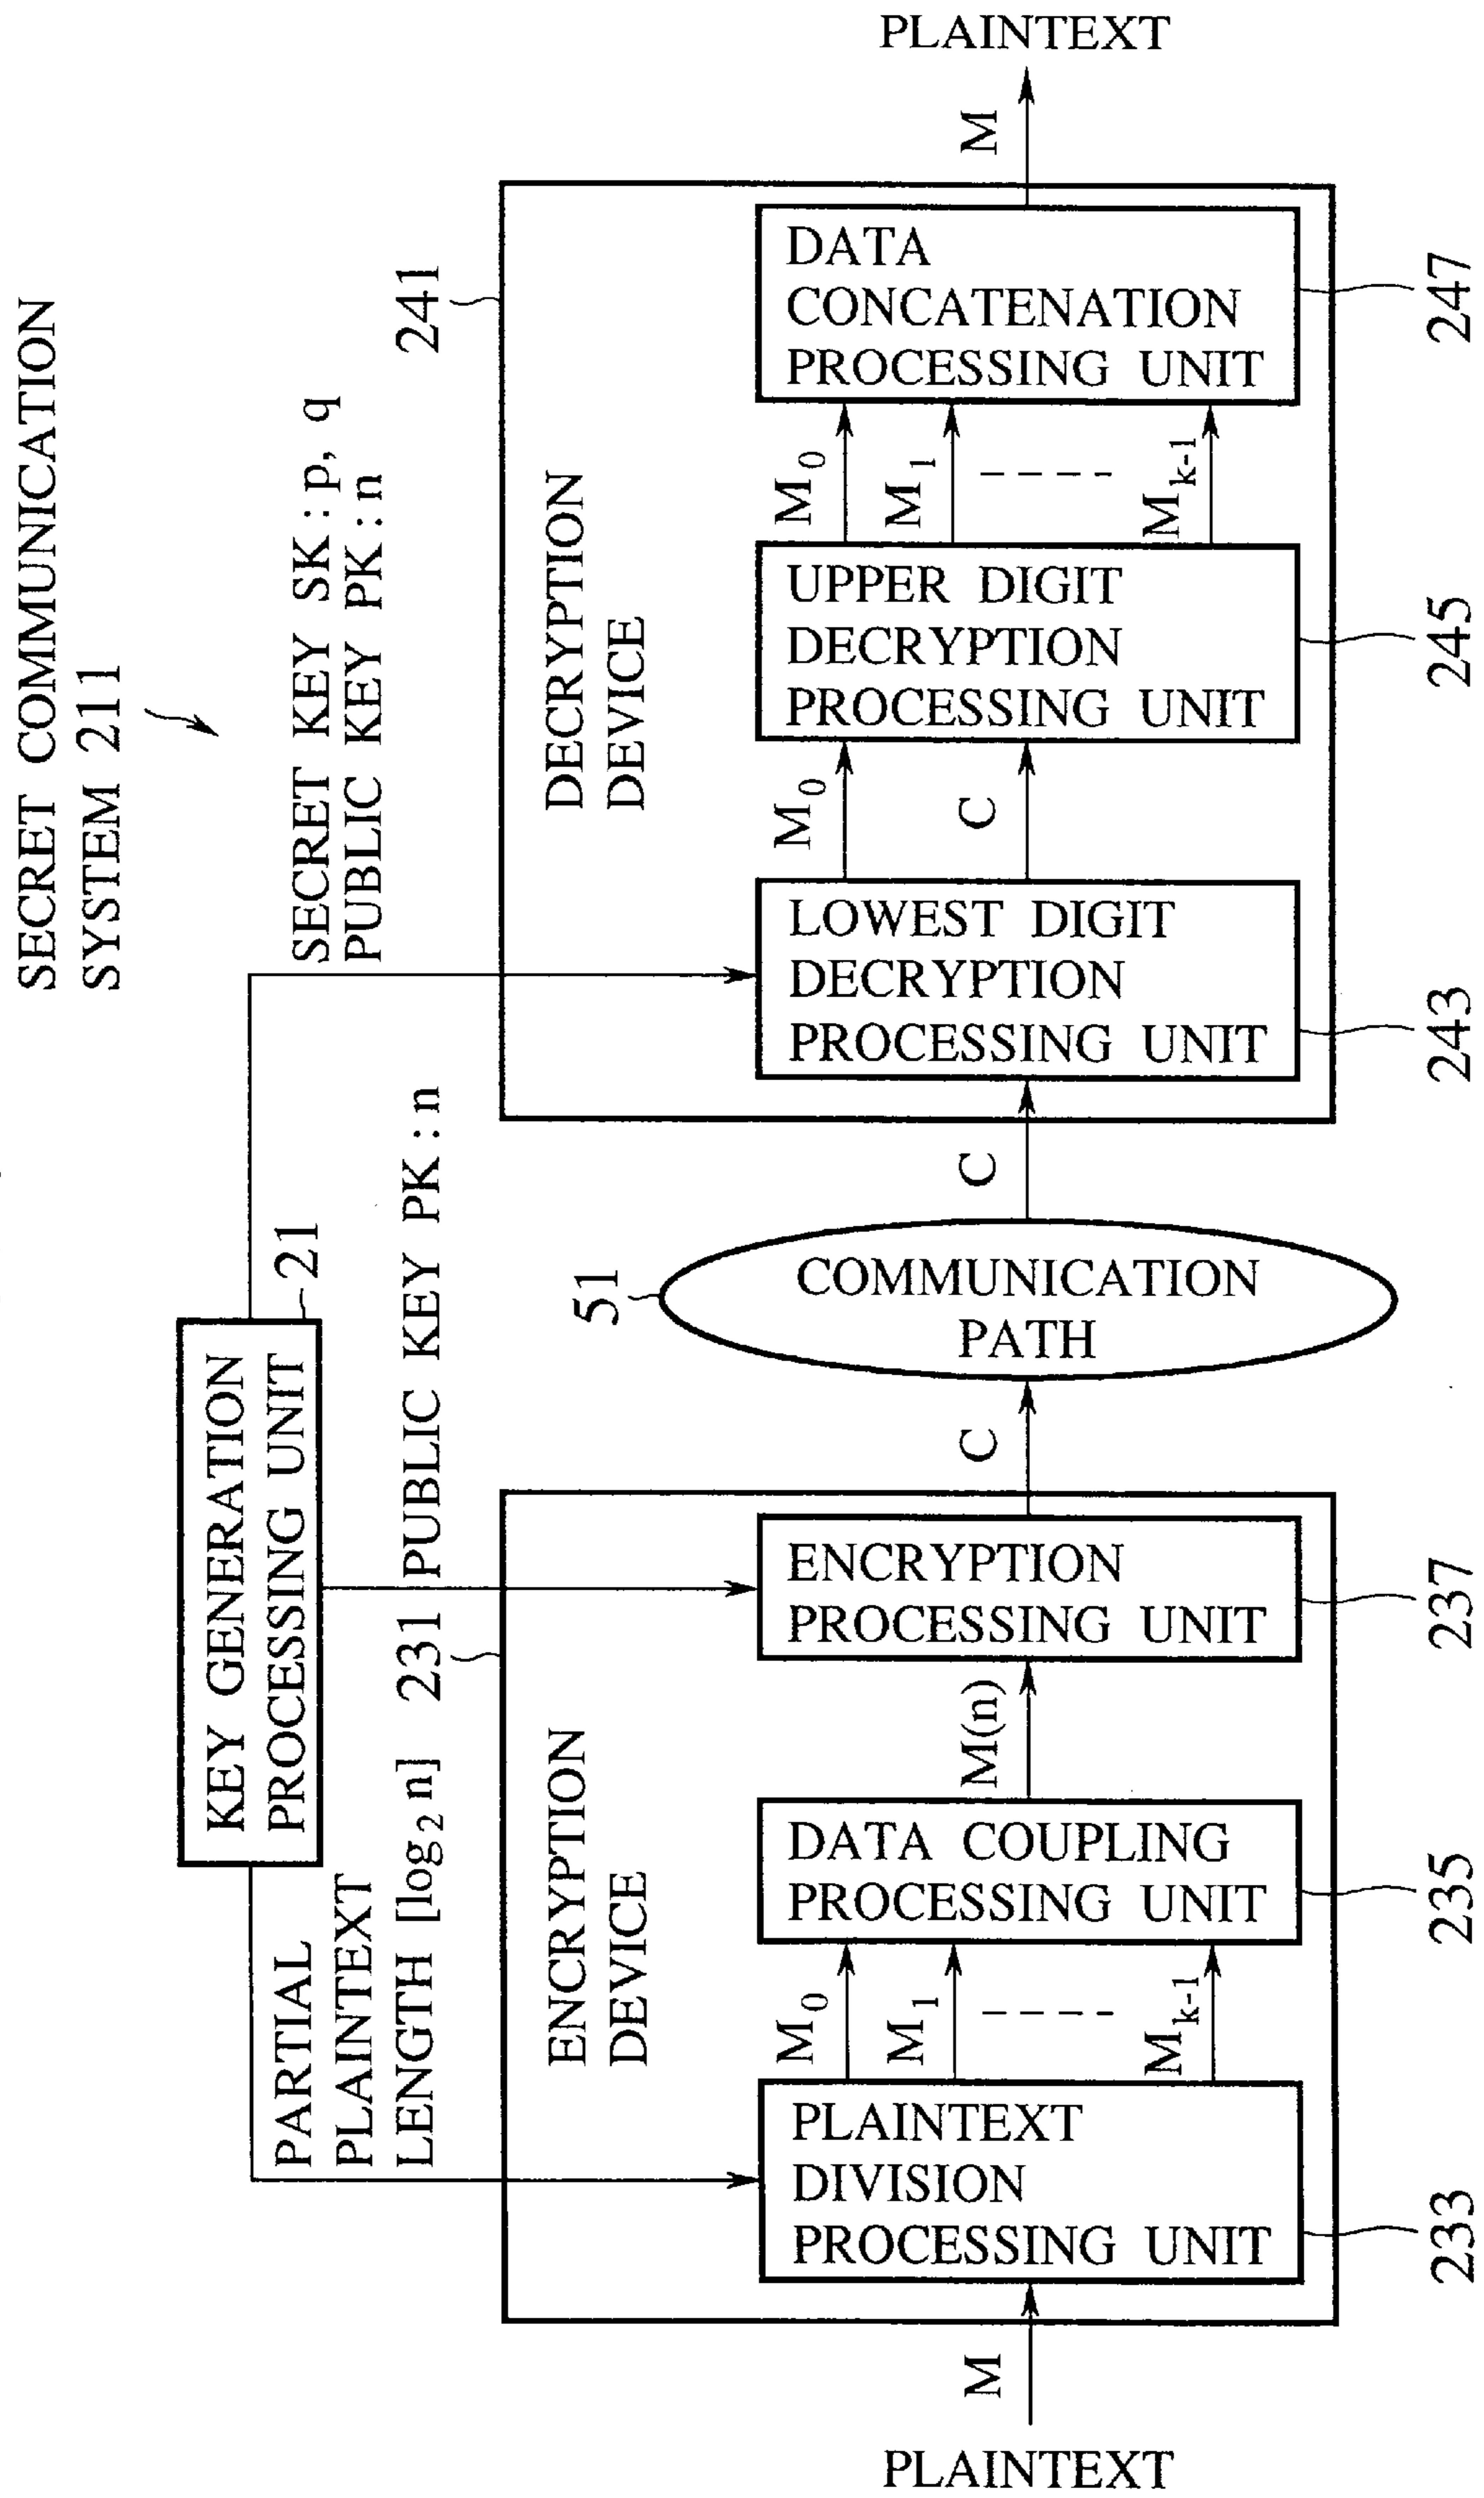 SECRET COMMUNICATION
SYSTEM 211
KEY GENERATION
PROCESSING UNIT
21
SECRET KEY SK : p, q
PUBLIC KEY PK : n
PARTIAL
PLAINTEXT
LENGTH [log₂ n]
231
PUBLIC KEY PK : n
241
ENCRYPTION
DEVICE
PLAINTEXT
M
PLAINTEXT
DIVISION
PROCESSING UNIT
233
M₀
M₁
Mₖ₋₁
DATA COUPLING
PROCESSING UNIT
235
M(n)
ENCRYPTION
PROCESSING UNIT
237
C
51
COMMUNICATION
PATH
C
DECRYPTION
DEVICE
LOWEST DIGIT
DECRYPTION
PROCESSING UNIT
243
M₀
C
UPPER DIGIT
DECRYPTION
PROCESSING UNIT
245
M₀
M₁
Mₖ₋₁
DATA
CONCATENATION
PROCESSING UNIT
247
M
PLAINTEXT